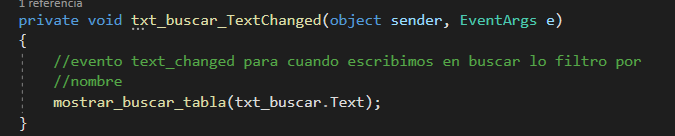 1 referencia
private void txt_buscar_TextChanged(object sender, EventArgs e)
{
//evento text_changed para cuando escribimos en buscar lo filtro por
//nombre
mostrar_buscar_tabla(txt_buscar.Text);
}